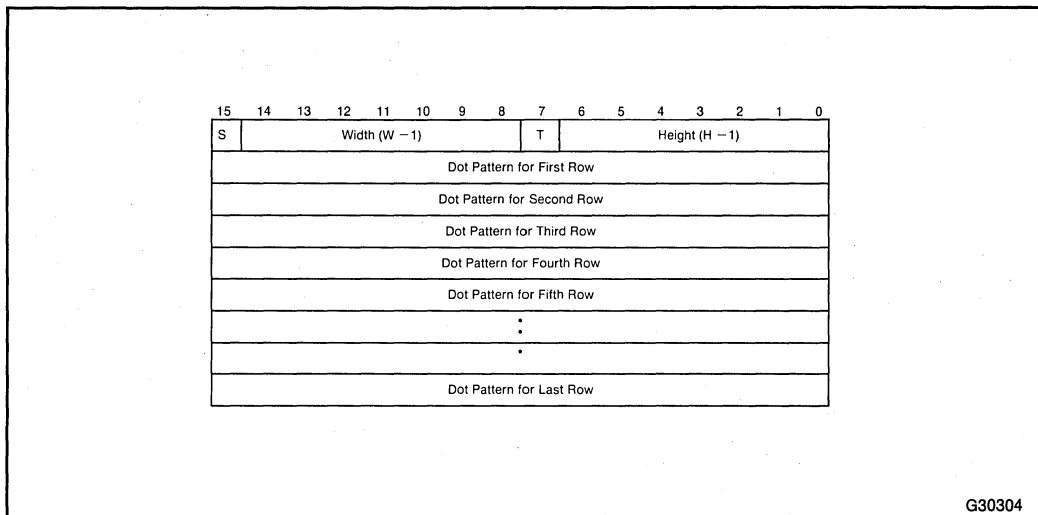 15 14 13 12 11 10 9 8 7 6 5 4 3 2 1 0
S Width (W −1) T Height (H −1)
Dot Pattern for First Row
Dot Pattern for Second Row
Dot Pattern for Third Row
Dot Pattern for Fourth Row
Dot Pattern for Fifth Row
Dot Pattern for Last Row
G30304